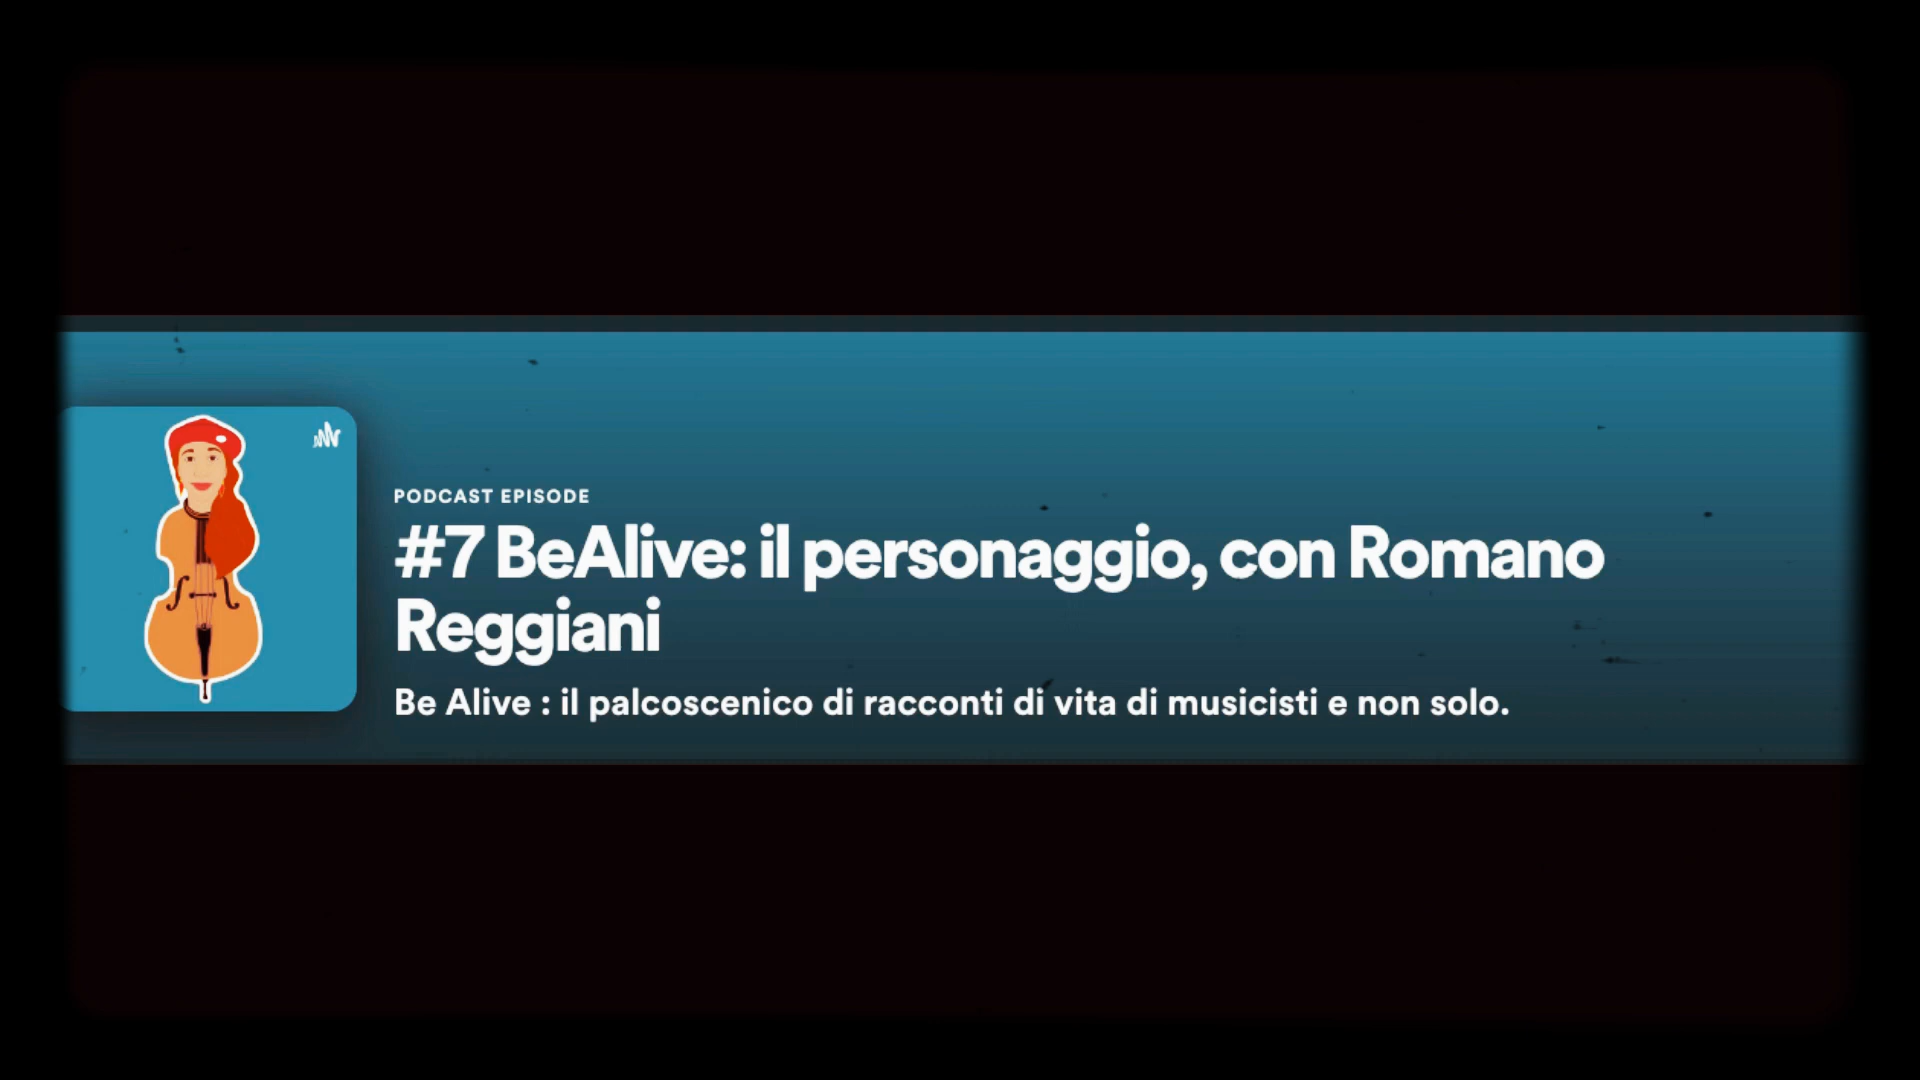 PODCAST EPISODE
#7 BeAlive: il personaggio, con Romano
Reggiani
Be Alive : il palcoscenico di racconti di vita di musicisti e non solo.